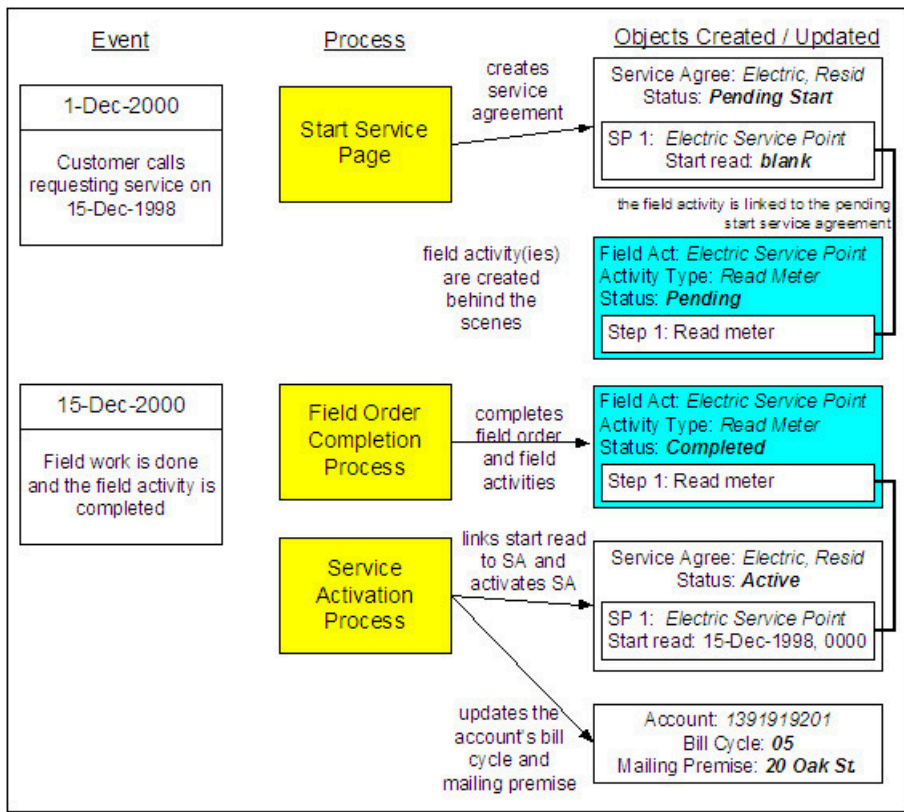 Event
Process
Objects Created / Updated
1-Dec-2000
Customer calls
requesting service on
15-Dec-1998
Start Service
Page
creates
service
agreement
Service Agree: Electric, Resid
Status: Pending Start
SP 1: Electric Service Point
Start read: blank
the field activity is linked to the pending
start service agreement
field activity(ies)
are created
behind the
scenes
Field Act: Electric Service Point
Activity Type: Read Meter
Status: Pending
Step 1: Read meter
15-Dec-2000
Field work is done
and the field activity is
completed
Field Order
Completion
Process
completes
field order
and field
activities
Field Act: Electric Service Point
Activity Type: Read Meter
Status: Completed
Step 1: Read meter
Service
Activation
Process
links start read
to SA and
activates SA
Service Agree: Electric, Resid
Status: Active
SP 1: Electric Service Point
Start read: 15-Dec-1998, 0000
updates the
account's bill
cycle and
mailing premise
Account: 1391919201
Bill Cycle: 05
Mailing Premise: 20 Oak St.